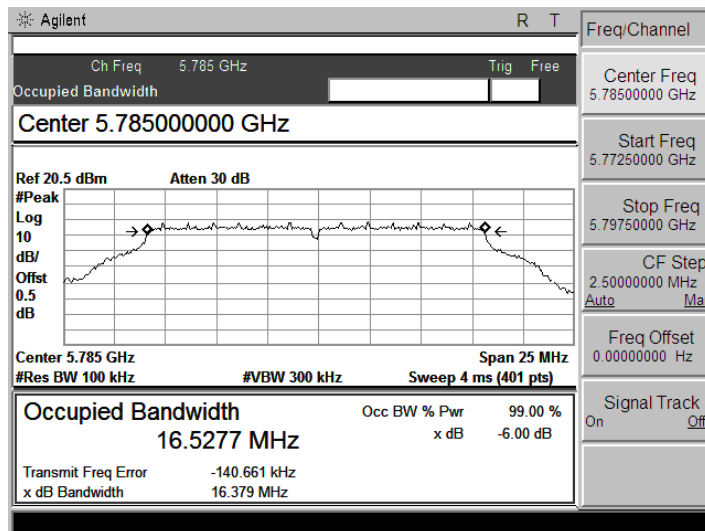 Agilent R T
Ch Freq 5.785 GHz Trig Free
Occupied Bandwidth
Center 5.785000000 GHz
Ref 20.5 dBm Atten 30 dB
#Peak
Log
10
dB/
Offst
0.5
dB
Center 5.785 GHz Span 25 MHz
#Res BW 100 kHz #VBW 300 kHz Sweep 4 ms (401 pts)
Occupied Bandwidth
16.5277 MHz
Occ BW % Pwr 99.00 %
x dB -6.00 dB
Transmit Freq Error -140.661 kHz
x dB Bandwidth 16.379 MHz
Freq/Channel
Center Freq
5.78500000 GHz
Start Freq
5.77250000 GHz
Stop Freq
5.79750000 GHz
CF Step
2.50000000 MHz
Auto Ma
Freq Offset
0.00000000 Hz
Signal Track
On Off